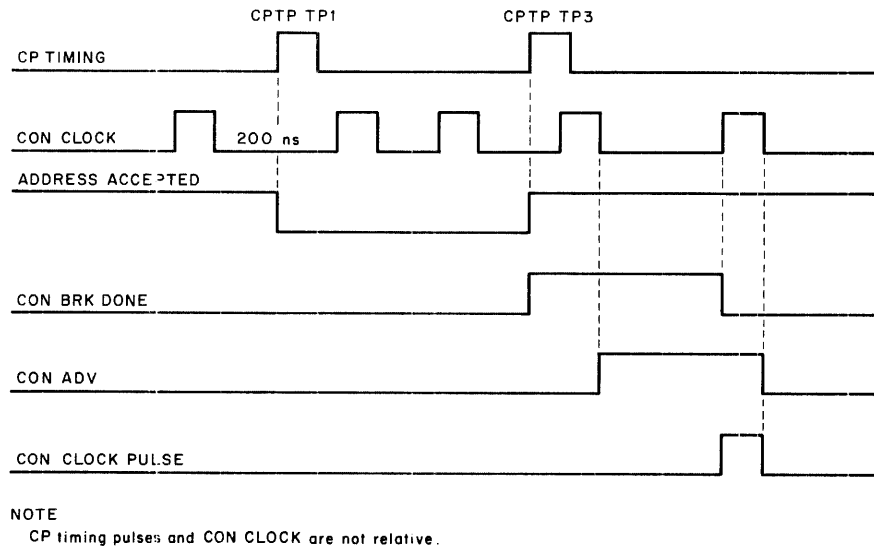 CPTP TP1 CPTP TP3
CP TIMING
CON CLOCK 200 ns
ADDRESS ACCEPTED
CON BRK DONE
CON ADV
CON CLOCK PULSE
NOTE
CP timing pulses and CON CLOCK are not relative.